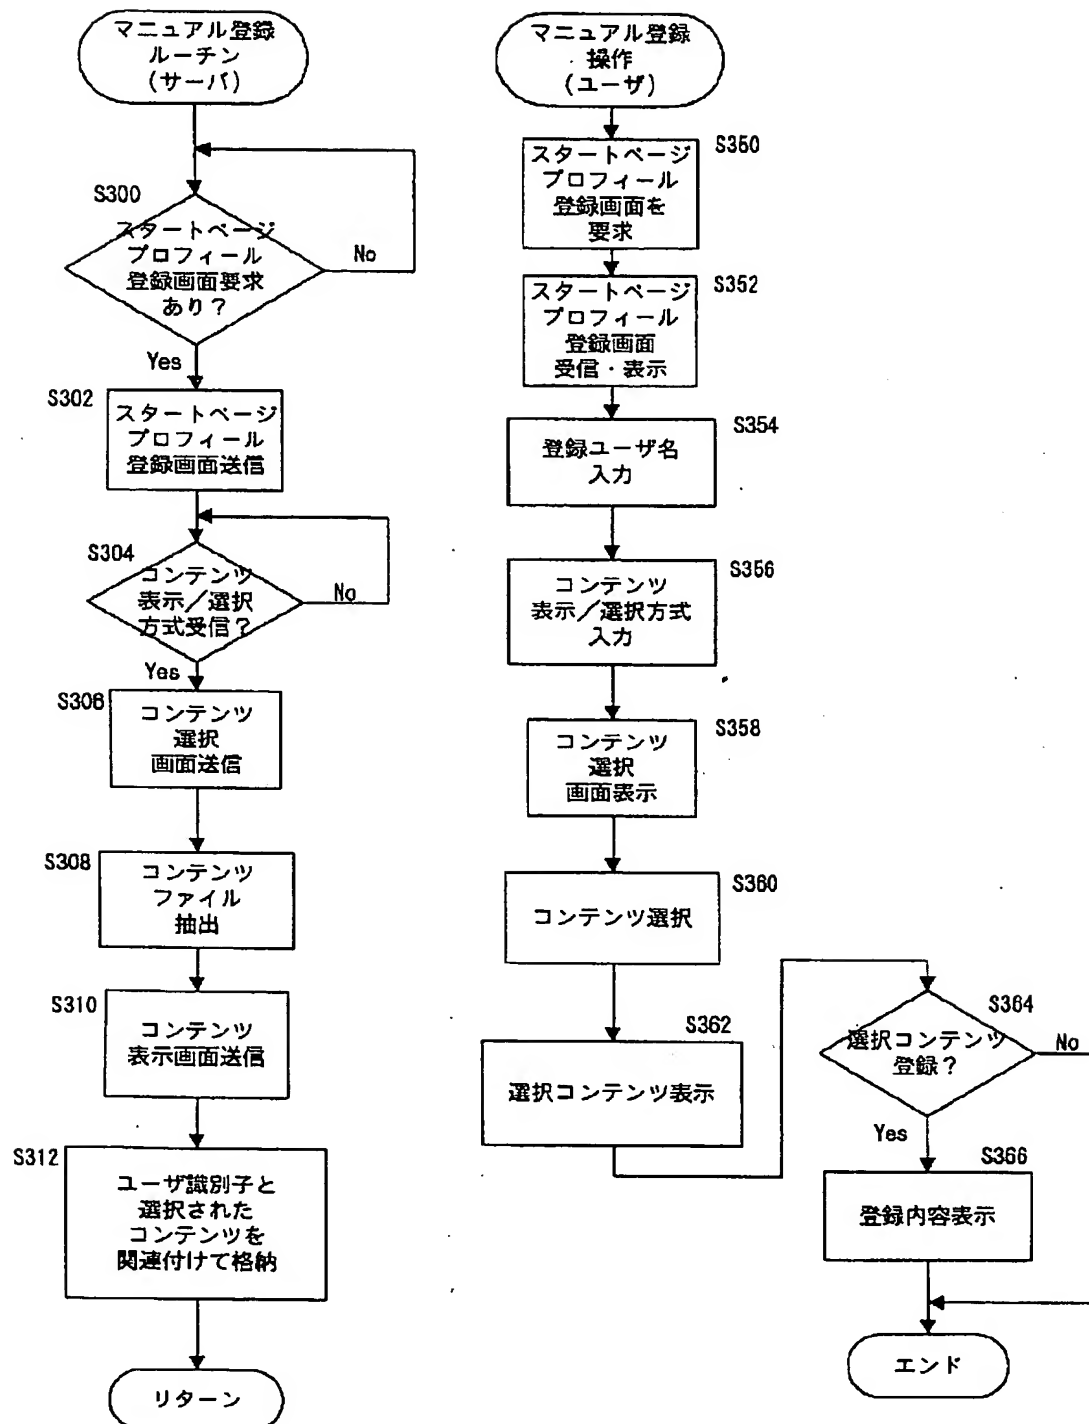 マニュアル登録
ルーチン
(サーバ)
S300
スタートページ
プロフィール
登録画面要求
あり？
No
Yes
S302
スタートページ
プロフィール
登録画面送信
S304
コンテンツ
表示／選択
方式受信？
No
Yes
S306
コンテンツ
選択
画面送信
S308
コンテンツ
ファイル
抽出
S310
コンテンツ
表示画面送信
S312
ユーザ識別子と
選択された
コンテンツを
関連付けて格納
リターン
マニュアル登録
操作
(ユーザ)
S350
スタートページ
プロフィール
登録画面を
要求
S352
スタートページ
プロフィール
登録画面
受信・表示
S354
登録ユーザ名
入力
S356
コンテンツ
表示／選択方式
入力
S358
コンテンツ
選択
画面表示
S360
コンテンツ選択
S362
選択コンテンツ表示
S364
選択コンテンツ
登録？
No
Yes
S366
登録内容表示
エンド